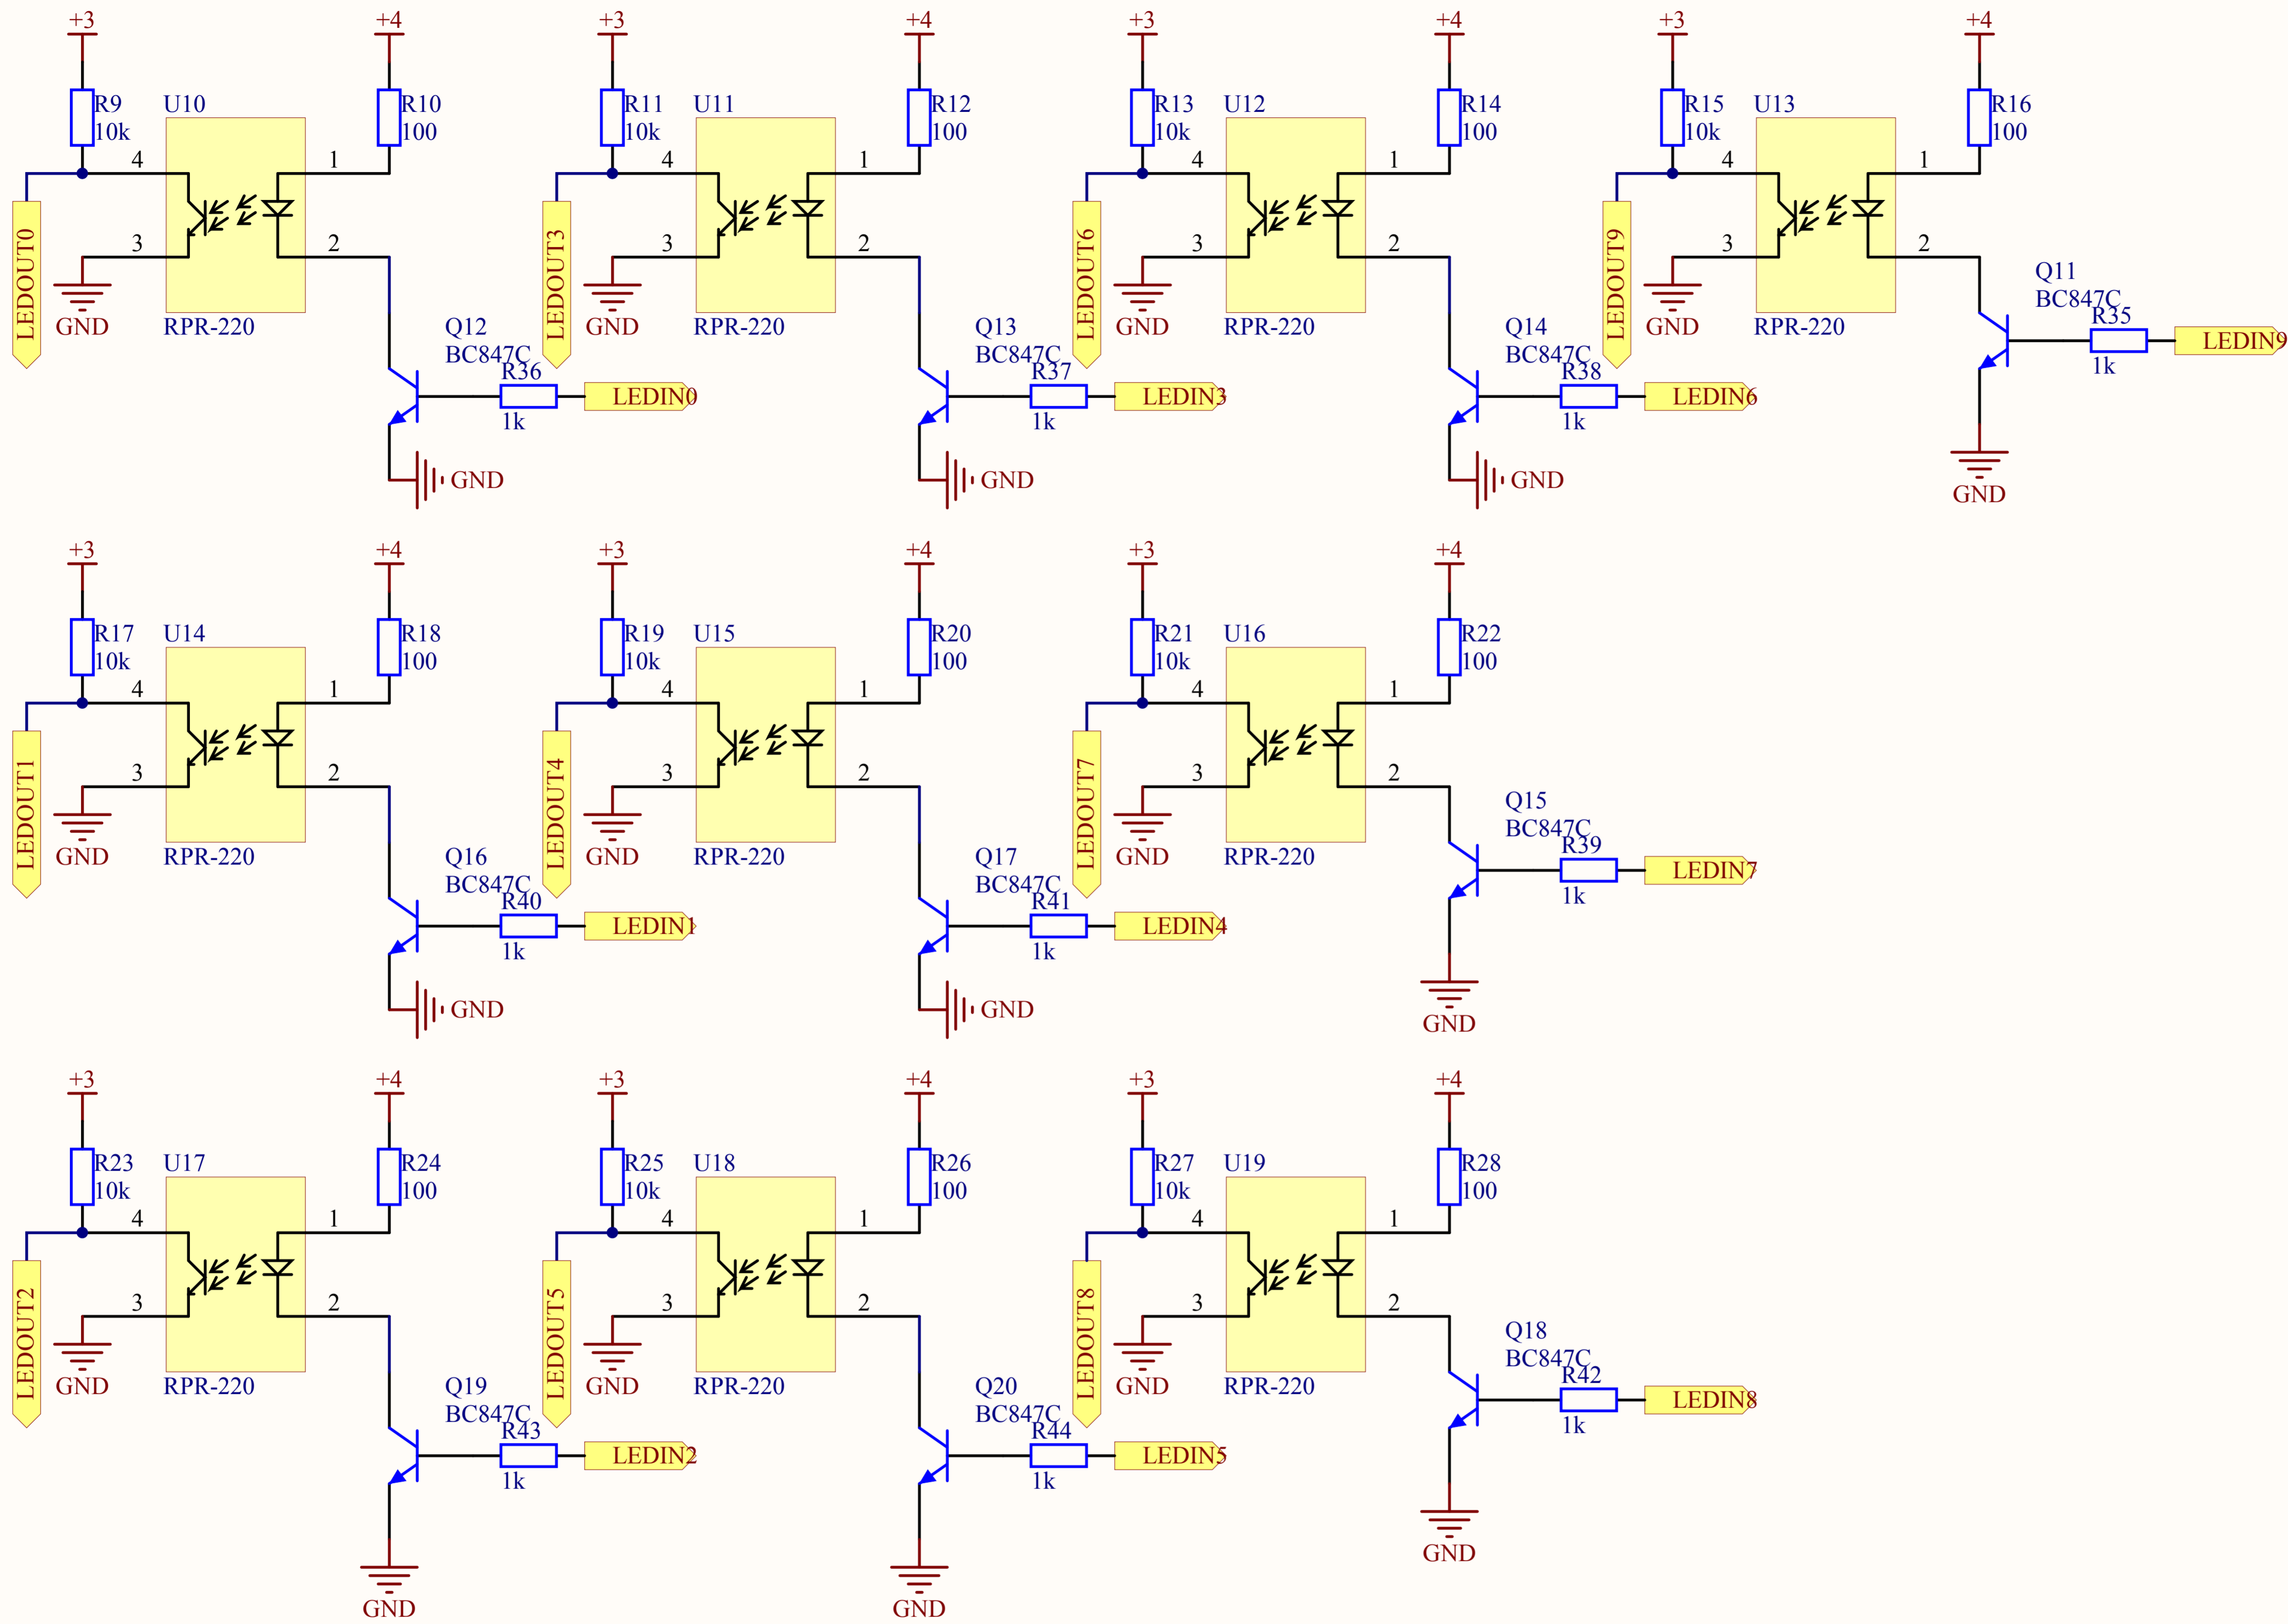 +3
+4
+3
+4
+3
+4
+3
+4
R9
10k
U10
R10
100
R11
10k
U11
R12
100
R13
10k
U12
R14
100
R15
10k
U13
R16
100
4
1
4
1
4
1
4
1
3
2
3
2
3
2
3
2
LEDOUT0
GND
RPR-220
LEDOUT3
GND
RPR-220
LEDOUT6
GND
RPR-220
LEDOUT9
GND
RPR-220
Q11
BC847C
R35
1k
LEDIN9
Q12
BC847C
R36
1k
LEDIN0
Q13
BC847C
R37
1k
LEDIN3
Q14
BC847C
R38
1k
LEDIN6
GND
GND
GND
GND
+3
+4
+3
+4
+3
+4
R17
10k
U14
R18
100
R19
10k
U15
R20
100
R21
10k
U16
R22
100
4
1
4
1
4
1
3
2
3
2
3
2
LEDOUT1
GND
RPR-220
LEDOUT4
GND
RPR-220
LEDOUT7
GND
RPR-220
Q15
BC847C
R39
1k
LEDIN7
Q16
BC847C
R40
1k
LEDIN1
Q17
BC847C
R41
1k
LEDIN4
GND
GND
GND
+3
+4
+3
+4
+3
+4
R23
10k
U17
R24
100
R25
10k
U18
R26
100
R27
10k
U19
R28
100
4
1
4
1
4
1
3
2
3
2
3
2
LEDOUT2
GND
RPR-220
LEDOUT5
GND
RPR-220
LEDOUT8
GND
RPR-220
Q18
BC847C
R42
1k
LEDIN8
Q19
BC847C
R43
1k
LEDIN2
Q20
BC847C
R44
1k
LEDIN5
GND
GND
GND